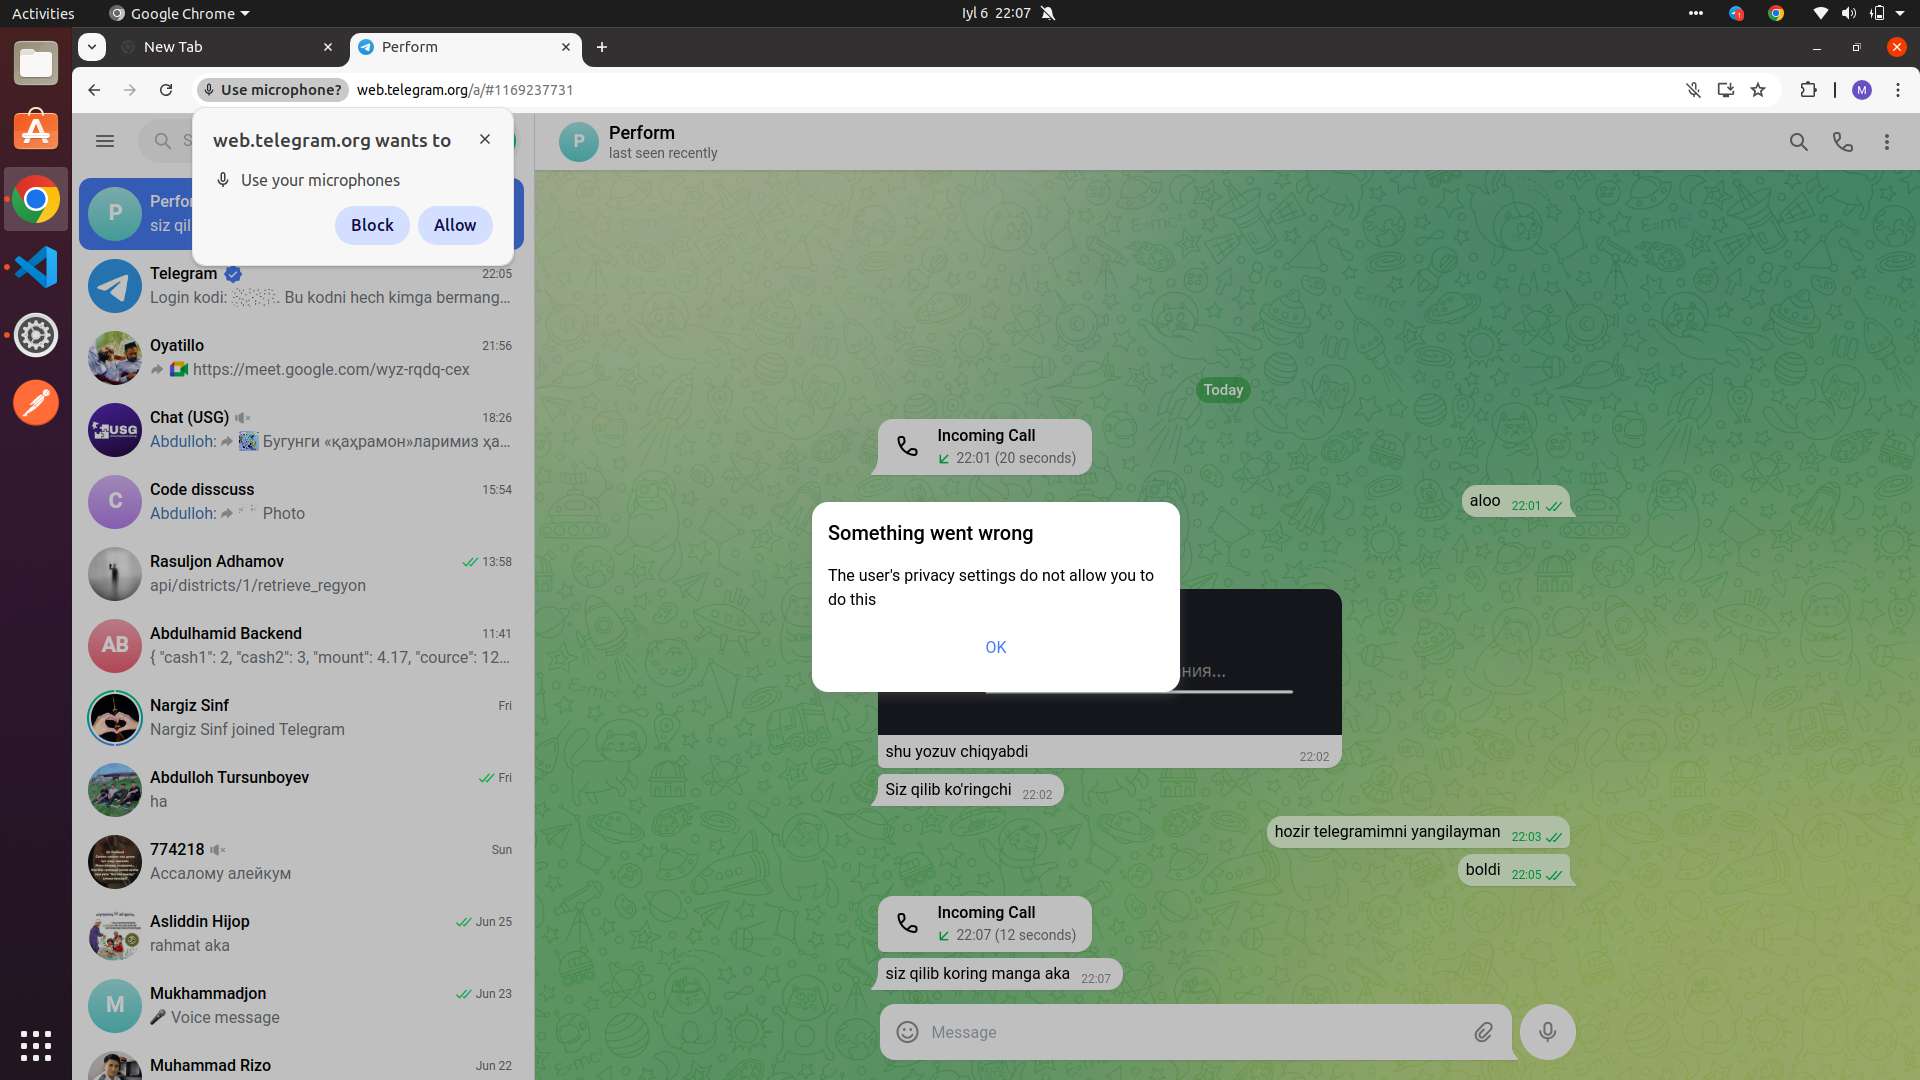 Activities
Google Chrome
Iyl 6 22:07
New Tab
Perform
Use microphone?
web.telegram.org/a/#1169237731
M
web.telegram.org wants to
Use your microphones
Block
Allow
S
P
Perfor
siz qil
Telegram
22:05
Login kodi: . Bu kodni hech kimga bermang...
Oyatillo
21:56
https://meet.google.com/wyz-rqdq-cex
USG
Chat (USG)
18:26
Abdulloh: Бугунги «қаҳрамон»ларимиз ҳа...
C
Code disscuss
15:54
Abdulloh: Photo
Rasuljon Adhamov
13:58
api/districts/1/retrieve_regyon
AB
Abdulhamid Backend
11:41
{ "cash1": 2, "cash2": 3, "mount": 4.17, "cource": 12...
Nargiz Sinf
Fri
Nargiz Sinf joined Telegram
Abdulloh Tursunboyev
Fri
ha
774218
Sun
Ассалому алейкум
Asliddin Hijop
Jun 25
rahmat aka
M
Mukhammadjon
Jun 23
Voice message
Muhammad Rizo
Jun 22
P
Perform
last seen recently
Today
Incoming Call
22:01 (20 seconds)
aloo 22:01
Something went wrong
The user's privacy settings do not allow you to
do this
OK
ния...
shu yozuv chiqyabdi
22:02
Siz qilib ko'ringchi 22:02
hozir telegramimni yangilayman 22:03
boldi 22:05
Incoming Call
22:07 (12 seconds)
siz qilib koring manga aka 22:07
Message